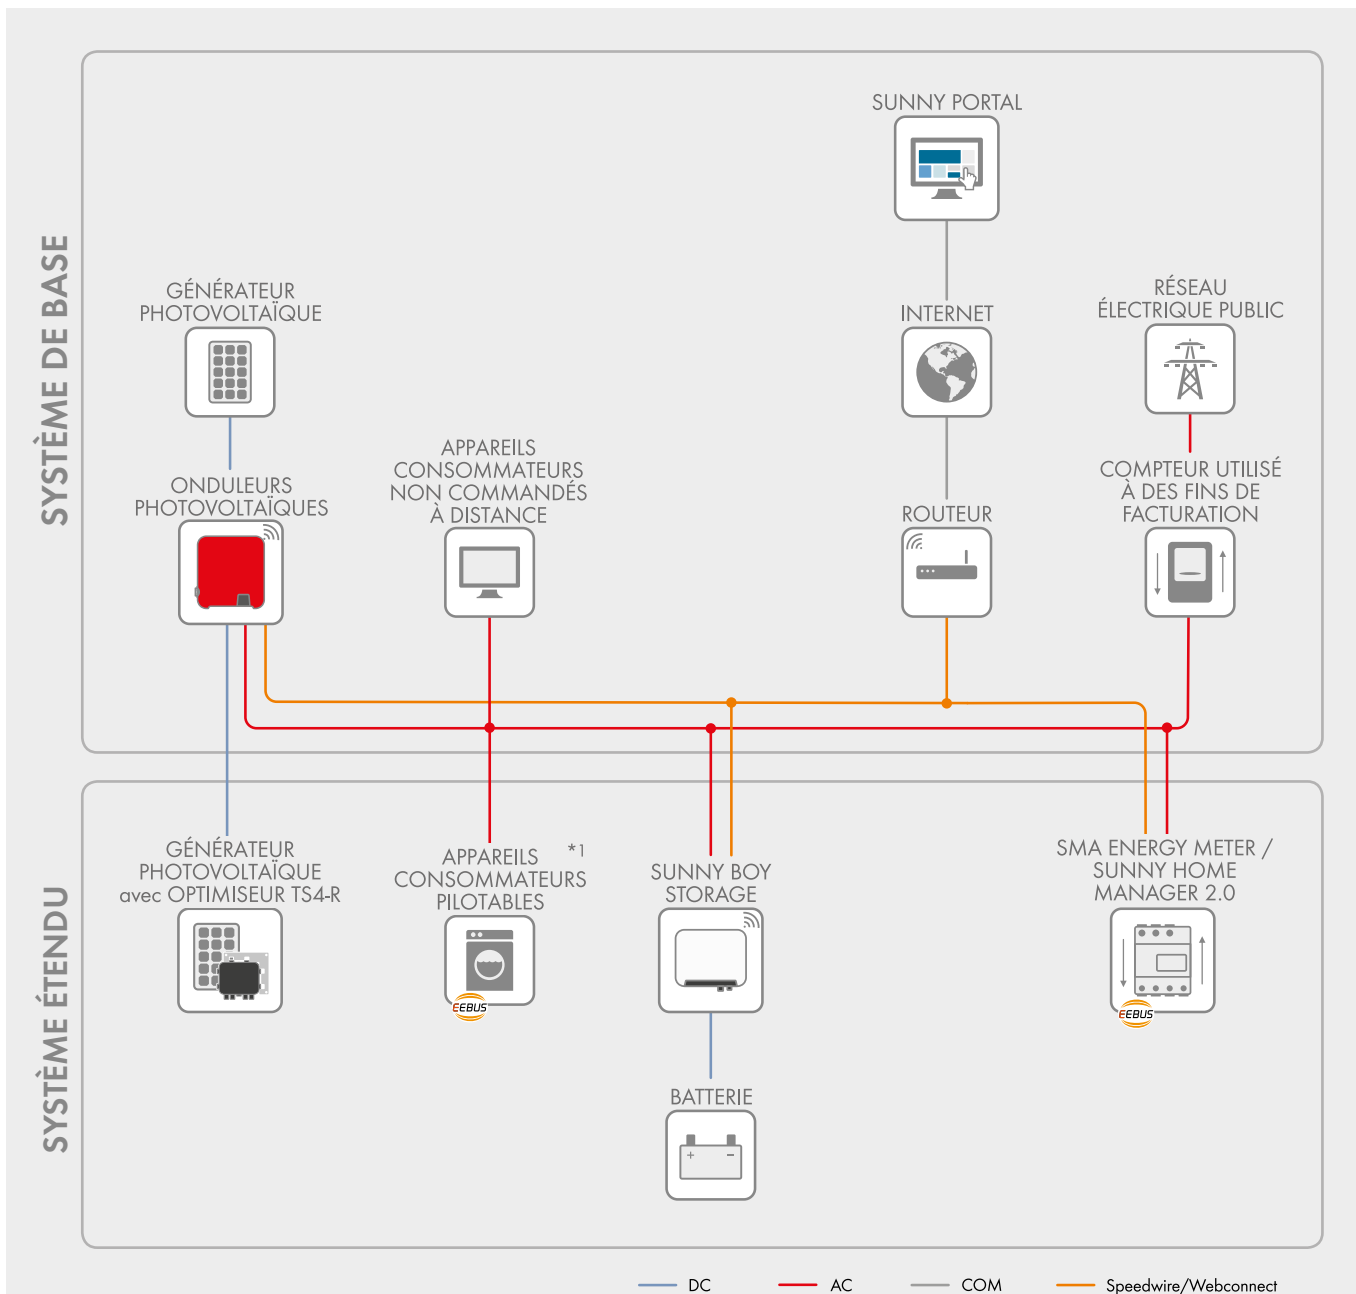 SYSTÈME DE BASE
SUNNY PORTAL
GÉNÉRATEUR
PHOTOVOLTAÏQUE
INTERNET
RÉSEAU
ÉLECTRIQUE PUBLIC
ONDULEURS
PHOTOVOLTAÏQUES
APPAREILS
CONSOMMATEURS
NON COMMANDÉS
À DISTANCE
ROUTEUR
COMPTEUR UTILISÉ
À DES FINS DE
FACTURATION
SYSTÈME ÉTENDU
GÉNÉRATEUR
PHOTOVOLTAÏQUE
avec OPTIMISEUR TS4-R
APPAREILS *1
CONSOMMATEURS
PILOTABLES
EEBUS
SUNNY BOY
STORAGE
SMA ENERGY METER /
SUNNY HOME
MANAGER 2.0
EEBUS
BATTERIE
+ −
DC AC COM Speedwire/Webconnect